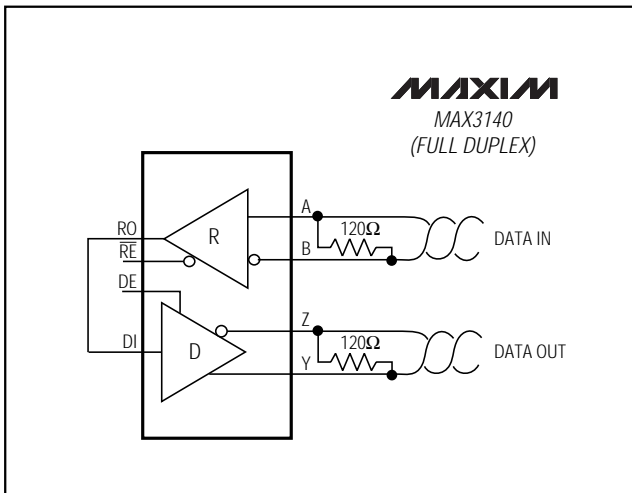 MAXIM
MAX3140
(FULL DUPLEX)
A
RO
R
120Ω
DATA IN
RE
B
DE
Z
DI
D
120Ω
DATA OUT
Y